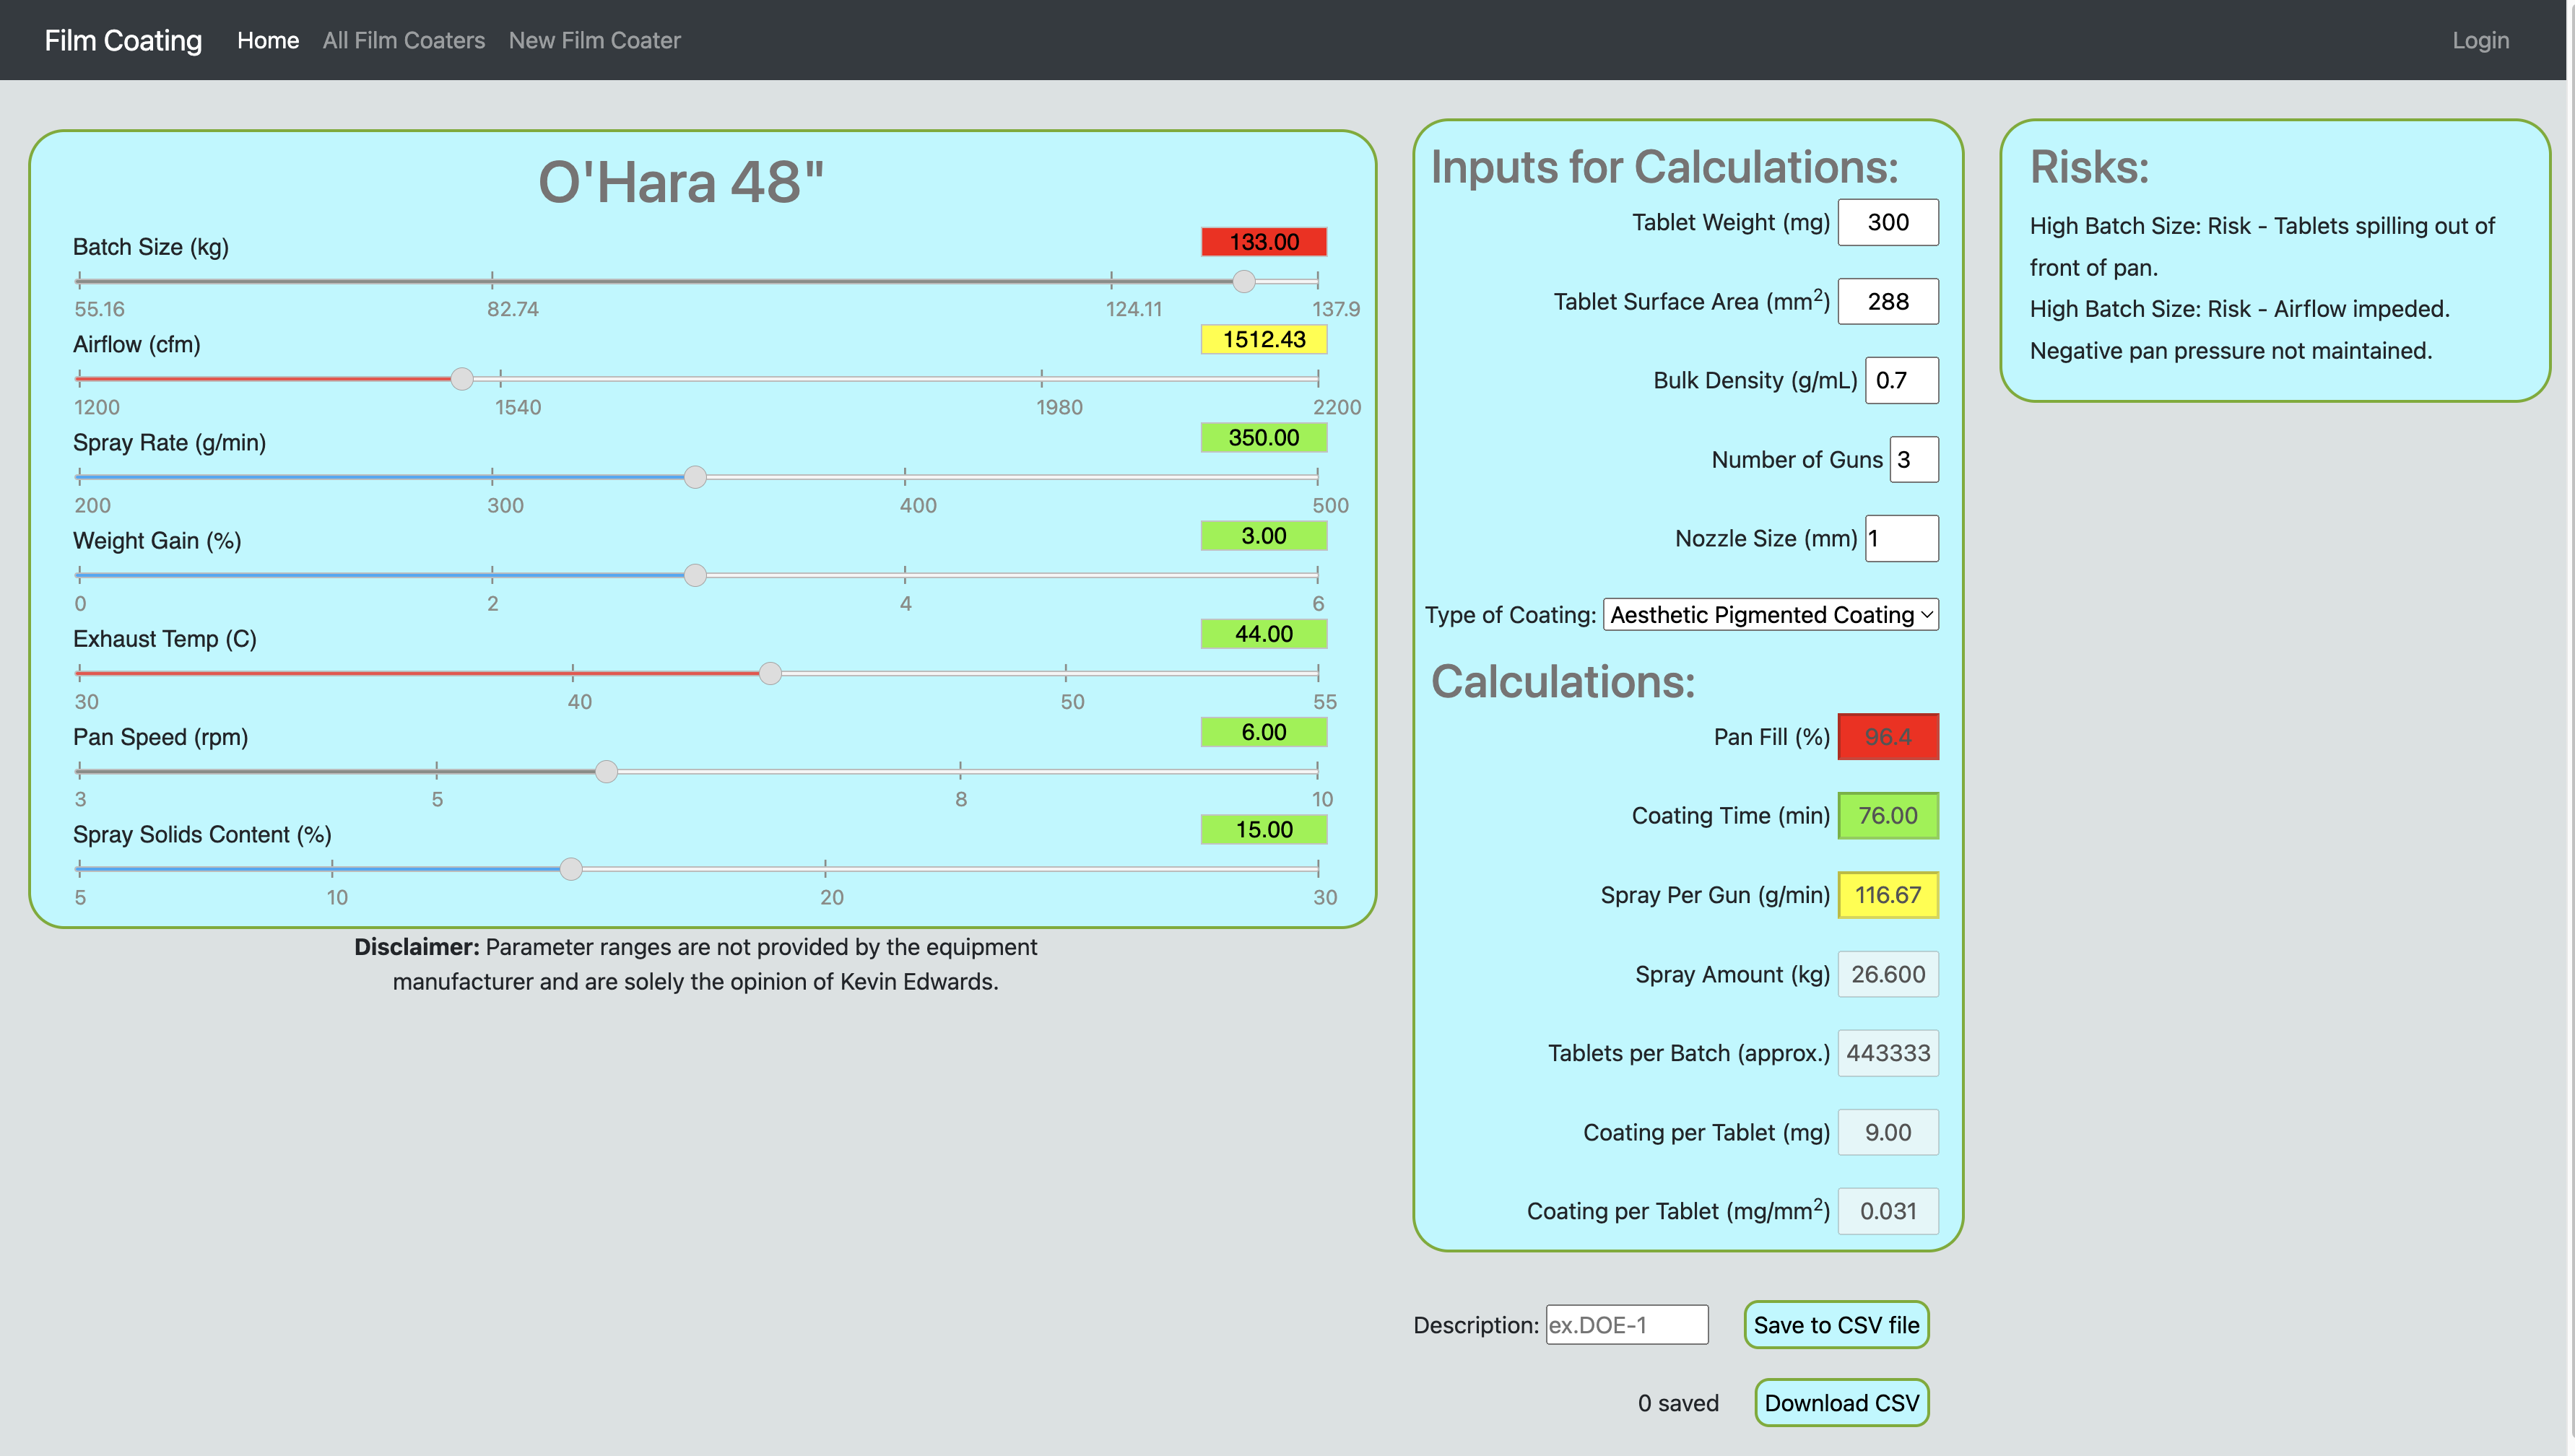 Film Coating Home All Film Coaters New Film Coater Login
O'Hara 48"
Batch Size (kg) 133.00
55.16 82.74 124.11 137.9
Airflow (cfm) 1512.43
1200 1540 1980 2200
Spray Rate (g/min) 350.00
200 300 400 500
Weight Gain (%) 3.00
0 2 4 6
Exhaust Temp (C) 44.00
30 40 50 55
Pan Speed (rpm) 6.00
3 5 8 10
Spray Solids Content (%) 15.00
5 10 20 30
Disclaimer: Parameter ranges are not provided by the equipment
manufacturer and are solely the opinion of Kevin Edwards.
Inputs for Calculations:
Tablet Weight (mg) 300
Tablet Surface Area (mm²) 288
Bulk Density (g/mL) 0.7
Number of Guns 3
Nozzle Size (mm) 1
Type of Coating: Aesthetic Pigmented Coating
Calculations:
Pan Fill (%) 96.4
Coating Time (min) 76.00
Spray Per Gun (g/min) 116.67
Spray Amount (kg) 26.600
Tablets per Batch (approx.) 443333
Coating per Tablet (mg) 9.00
Coating per Tablet (mg/mm²) 0.031
Description: ex.DOE-1 Save to CSV file
0 saved Download CSV
Risks:
High Batch Size: Risk - Tablets spilling out of
front of pan.
High Batch Size: Risk - Airflow impeded.
Negative pan pressure not maintained.